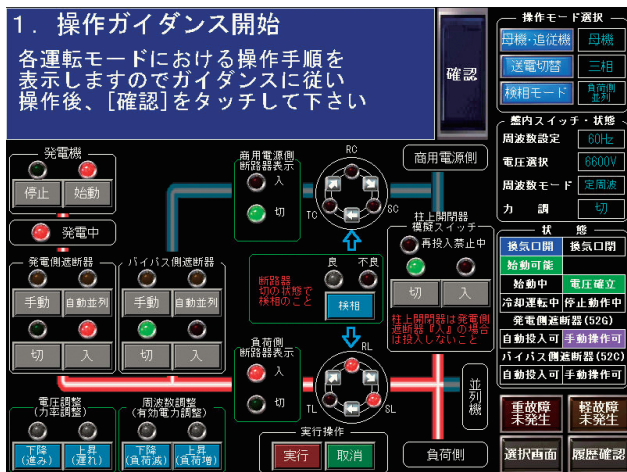 1. 操作ガイダンス開始
各運転モードにおける操作手順を
表示しますのでガイダンスに従い
操作後、[確認]をタッチして下さい
確認
操作モード選択
母機・追従機
母機
送電切替
三相
検相モード
負荷側
並列
盤内スイッチ・状態
周波数設定
60Hz
電圧選択
6600V
周波数モード
定周波
力 調
切
状 態
換気口開
換気口閉
始動可能
始動中
電圧確立
冷却運転中
停止動作中
発電側遮断器(52G)
自動投入可
手動操作可
バイパス側遮断器(52C)
自動投入可
手動操作可
重故障
未発生
軽故障
未発生
選択画面
履歴確認
発電機
停止
始動
発電中
発電側遮断器
手動
自動並列
切
入
バイパス側遮断器
手動
自動並列
切
入
電圧調整
(力率調整)
下降
(進み)
上昇
(遅れ)
周波数調整
(有効電力調整)
下降
(負荷減)
上昇
(負荷増)
商用電源側
断路器表示
入
切
RC
TC
SC
商用電源側
柱上開閉器
模擬スイッチ
再投入禁止中
切
入
柱上開閉器は発電側
遮断器『入』の場合
は投入しないこと
断路器
切の状態で
検相のこと
良
不良
検相
負荷側
断路器表示
入
切
RL
TL
SL
並列機
実行操作
実行
取消
負荷側